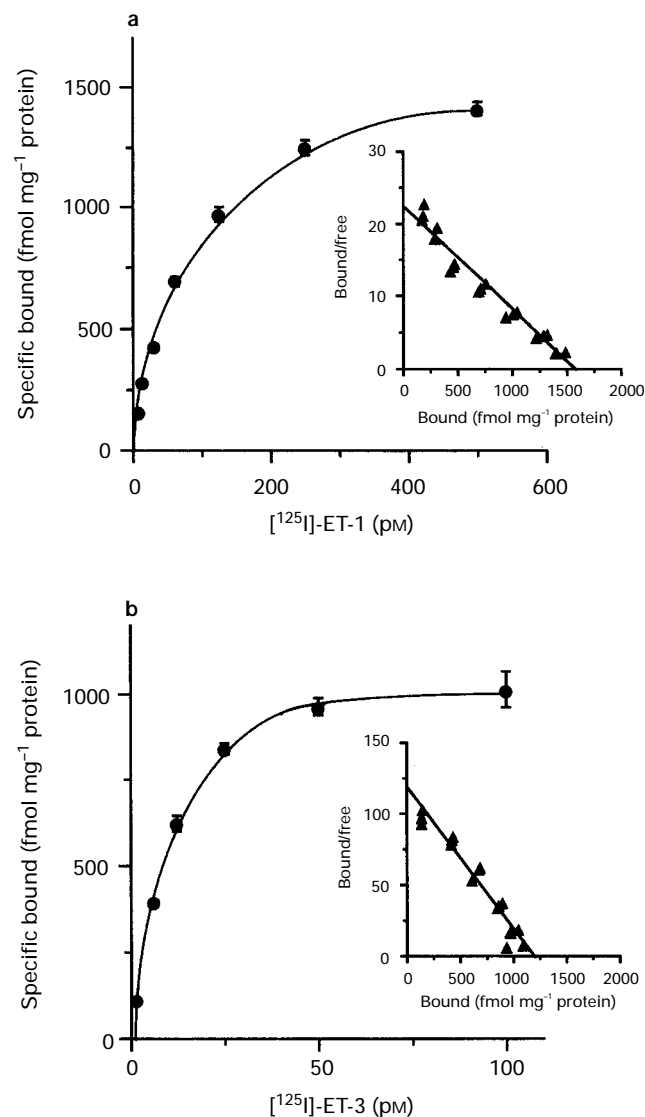 a
Specific bound (fmol mg⁻¹ protein)
1500
1000
500
0
0 200 400 600
[¹²⁵I]-ET-1 (pM)
30
20
10
0
Bound/free
0 500 1000 1500 2000
Bound (fmol mg⁻¹ protein)
b
Specific bound (fmol mg⁻¹ protein)
1000
500
0
0 50 100
[¹²⁵I]-ET-3 (pM)
150
100
50
0
Bound/free
0 500 1000 1500 2000
Bound (fmol mg⁻¹ protein)